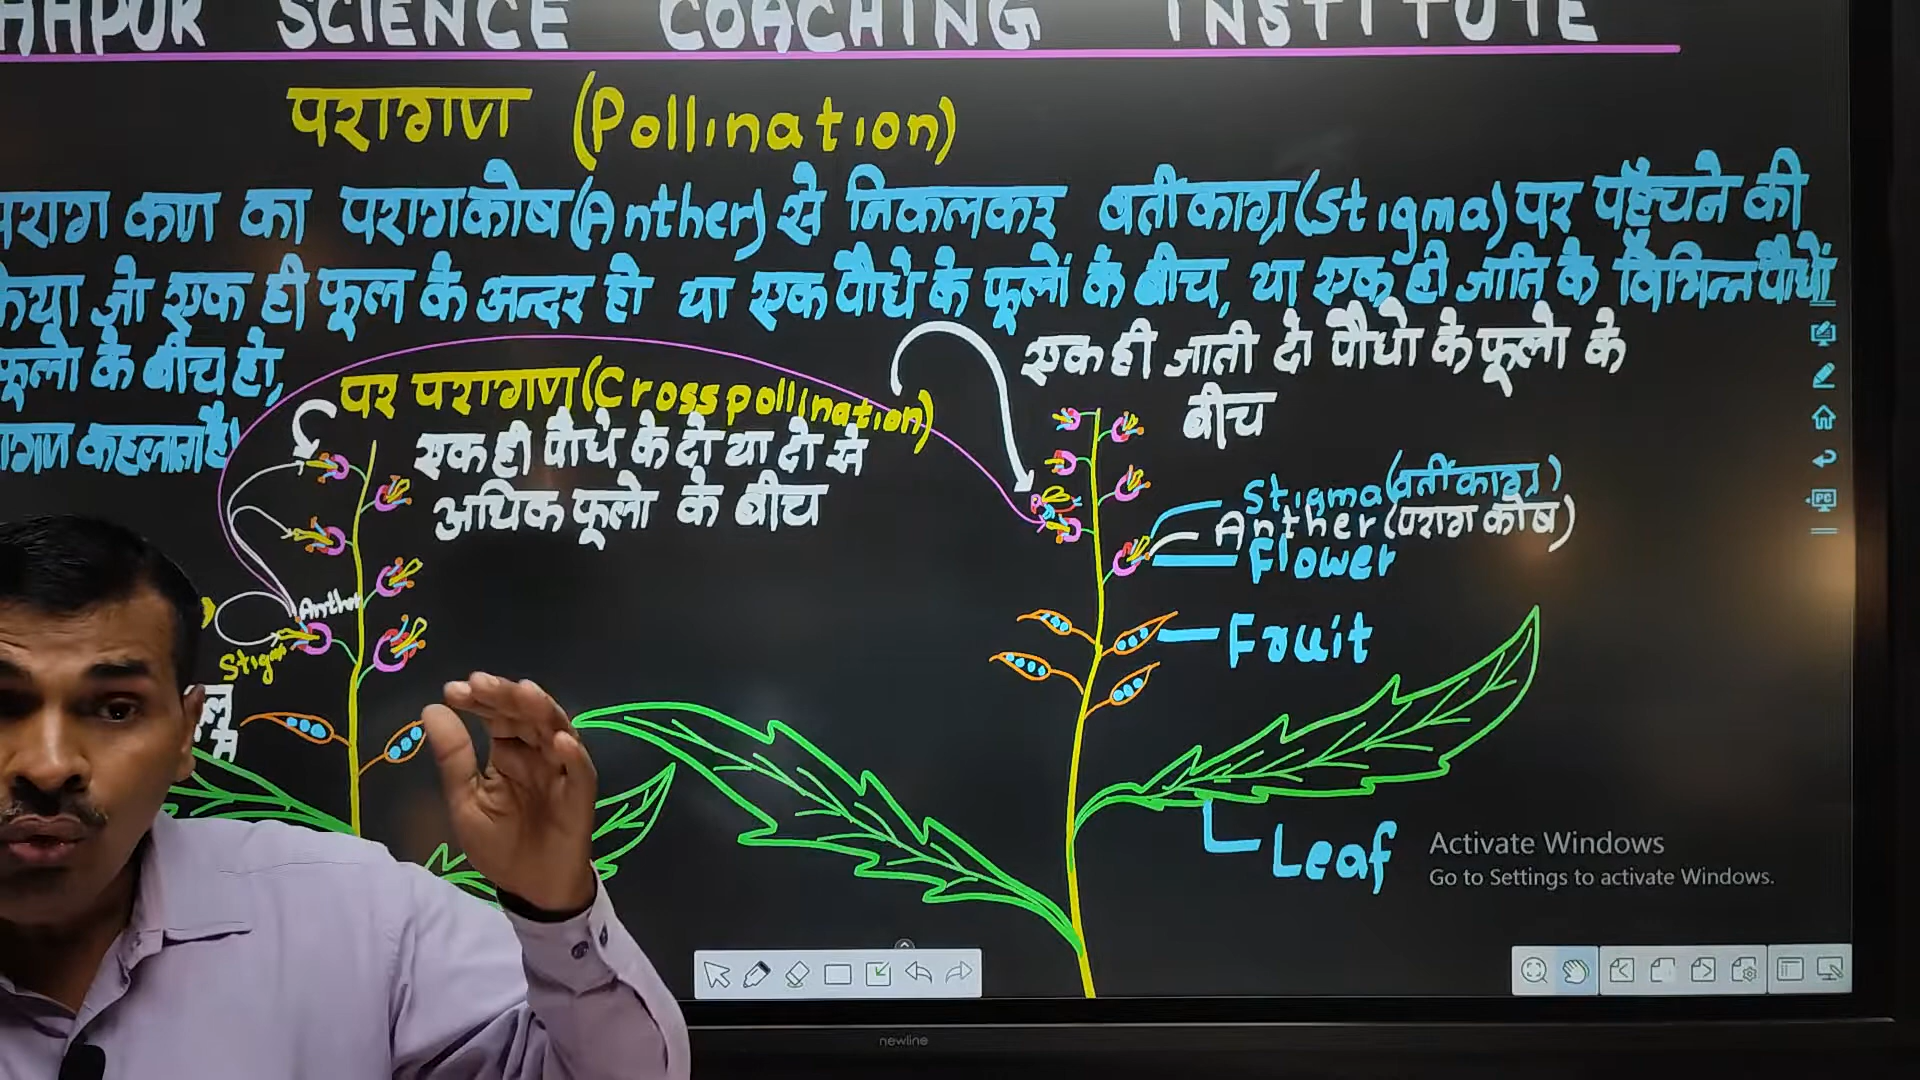 SCIENCE COACHING INSTITUTE
परागण (Pollination)
पराग कण का परागकोष (Anther) से निकलकर वर्तीकाग्र (Stigma) पर पहुँचने की
जो एक ही फूल के अन्दर हो या एक पौधे के फूलों के बीच, या एक ही जाति के विभिन्न पौधों
फूलो के बीच हो,
कहलाता है।
एक ही जाती दो पौधो के फूलो के
बीच
पर परागण (Cross pollination)
एक ही पौधे के दो या दो से
अधिक फूलो के बीच
Stigma (वर्तीकाग्र)
Anther (पराग कोष)
Flower
Anther
Fruit
Leaf
Activate Windows
Go to Settings to activate Windows.
PC
newline